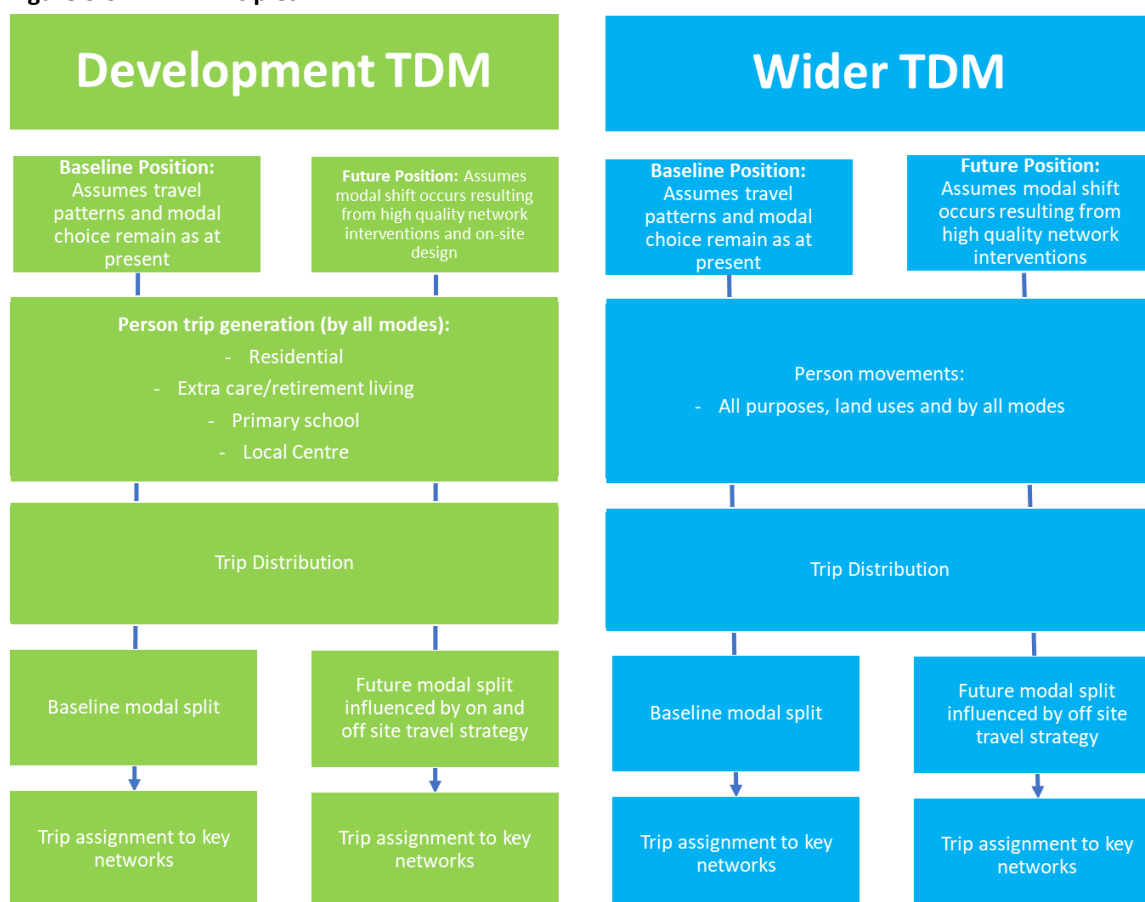 Development TDM
Baseline Position:
Assumes travel
patterns and modal
choice remain as at
present
Future Position: Assumes
modal shift occurs resulting
from high quality network
interventions and on-site
design
Person trip generation (by all modes):
- Residential
- Extra care/retirement living
- Primary school
- Local Centre
Trip Distribution
Baseline modal split
Future modal split
influenced by on and
off site travel strategy
Trip assignment to key
networks
Trip assignment to key
networks
Wider TDM
Baseline Position:
Assumes travel
patterns and modal
choice remain as at
present
Future Position:
Assumes modal shift
occurs resulting from
high quality network
interventions
Person movements:
- All purposes, land uses and by all modes
Trip Distribution
Baseline modal split
Future modal split
influenced by off site
travel strategy
Trip assignment to key
networks
Trip assignment to key
networks